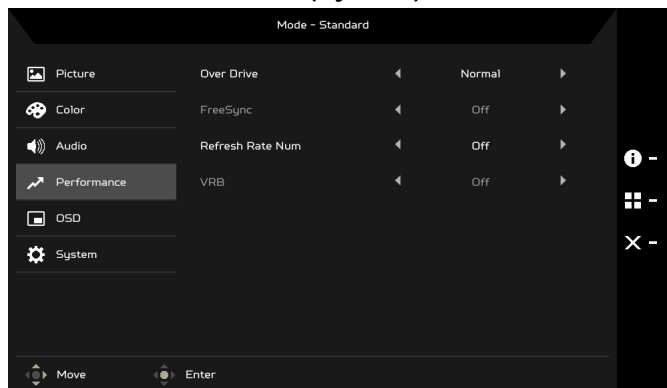 Mode - Standard
Picture
Over Drive Normal
Color
FreeSync Off
Audio
Refresh Rate Num Off
Performance
VRB Off
OSD
System
Move Enter